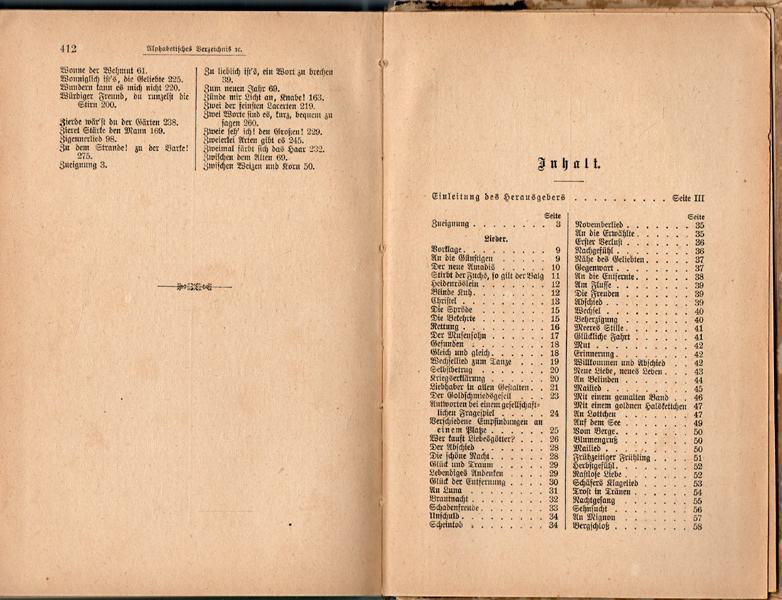 412
Alphabetisches Verzeichnis ꝛc.
Wonne der Wehmut 61.
Wonniglich ist's, die Geliebte 225.
Wundern kann es mich nicht 220.
Würdiger Freund, du runzelst die
Stirn 200.
Zierde wär'st du der Gärten 238.
Zieret Stärke den Mann 169.
Zigeunerlied 98.
Zu dem Strande! zu der Barke!
275.
Zueignung 3.
Zu lieblich ist's, ein Wort zu brechen
39.
Zum neuen Jahr 69.
Zünde mir Licht an, Knabe! 163.
Zwei der feinsten Lacerten 219.
Zwei Worte sind es, kurz, bequem zu
sagen 260.
Zweie seh' ich! den Großen! 229.
Zweierlei Arten gibt es 245.
Zweimal färbt sich das Haar 232.
Zwischen dem Alten 69.
Zwischen Weizen und Korn 50.
Inhalt.
Einleitung des Herausgebers . . . . . . . . . . Seite III
Seite
Zueignung . . . . . . . . 3
Lieder.
Vorklage . . . . . . . . 9
An die Günstigen . . . . . 9
Der neue Amadis . . . . . 10
Stirbt der Fuchs, so gilt der Balg 11
Heidenröslein . . . . . . . 12
Blinde Kuh . . . . . . . . 12
Christel . . . . . . . . . 13
Die Spröde . . . . . . . . 15
Die Bekehrte . . . . . . . 15
Rettung . . . . . . . . . 16
Der Musensohn . . . . . . 17
Gefunden . . . . . . . . 18
Gleich und gleich . . . . . 18
Wechsellied zum Tanze . . . 19
Selbstbetrug . . . . . . . 20
Kriegserklärung . . . . . . 20
Liebhaber in allen Gestalten . . 21
Der Goldschmiedsgesell . . . 23
Antworten bei einem gesellschaft-
lichen Fragespiel . . . . . 24
Verschiedene Empfindungen an
einem Platze . . . . . . 25
Wer kauft Liebesgötter? . . . 26
Der Abschied . . . . . . . 28
Die schöne Nacht . . . . . . 28
Glück und Traum . . . . . 29
Lebendiges Andenken . . . . 29
Glück der Entfernung . . . . 30
An Luna . . . . . . . . . 31
Brautnacht . . . . . . . . 32
Schadenfreude . . . . . . . 33
Unschuld . . . . . . . . . 34
Scheintod . . . . . . . . 34
Seite
Novemberlied . . . . . . . 35
An die Erwählte . . . . . . 35
Erster Verlust . . . . . . . 36
Nachgefühl . . . . . . . . 36
Nähe des Geliebten . . . . . 37
Gegenwart . . . . . . . . 37
An die Entfernte . . . . . . 38
Am Flusse . . . . . . . . 39
Die Freuden . . . . . . . 39
Abschied . . . . . . . . . 39
Wechsel . . . . . . . . . 40
Beherzigung . . . . . . . 40
Meeres Stille . . . . . . . 41
Glückliche Fahrt . . . . . . 41
Mut . . . . . . . . . . 42
Erinnerung . . . . . . . . 42
Willkommen und Abschied . . . 42
Neue Liebe, neues Leben . . . 43
An Belinden . . . . . . . 44
Mailied . . . . . . . . . 45
Mit einem gemalten Band . . 46
Mit einem goldnen Halskettchen 47
An Lottchen . . . . . . . 47
Auf dem See . . . . . . . 49
Vom Berge . . . . . . . . 50
Blumengruß . . . . . . . 50
Mailied . . . . . . . . . 50
Frühzeitiger Frühling . . . . 51
Herbstgefühl . . . . . . . 52
Rastlose Liebe . . . . . . . 52
Schäfers Klagelied . . . . . 53
Trost in Tränen . . . . . . 54
Nachtgesang . . . . . . . 55
Sehnsucht . . . . . . . . 56
An Mignon . . . . . . . . 57
Bergschloß . . . . . . . . 58